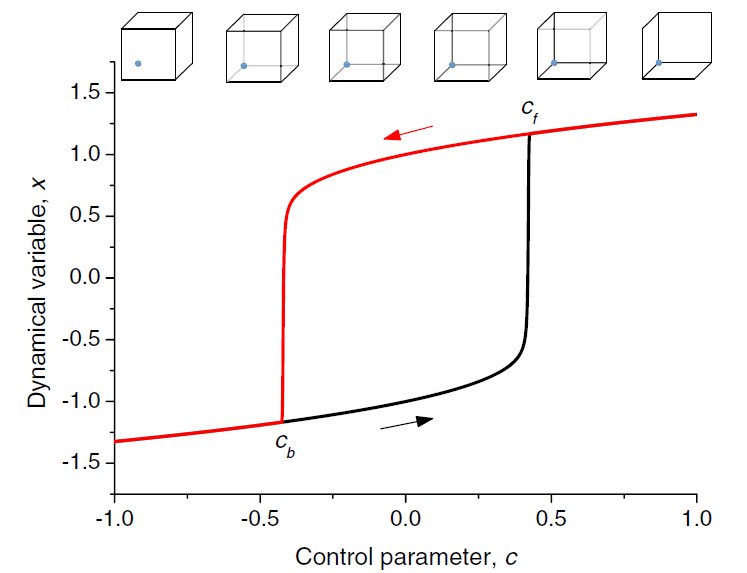 1.5
1.0
0.5
0.0
-0.5
-1.0
-1.5
Dynamical variable, x
c_f
c_b
-1.0 -0.5 0.0 0.5 1.0
Control parameter, c